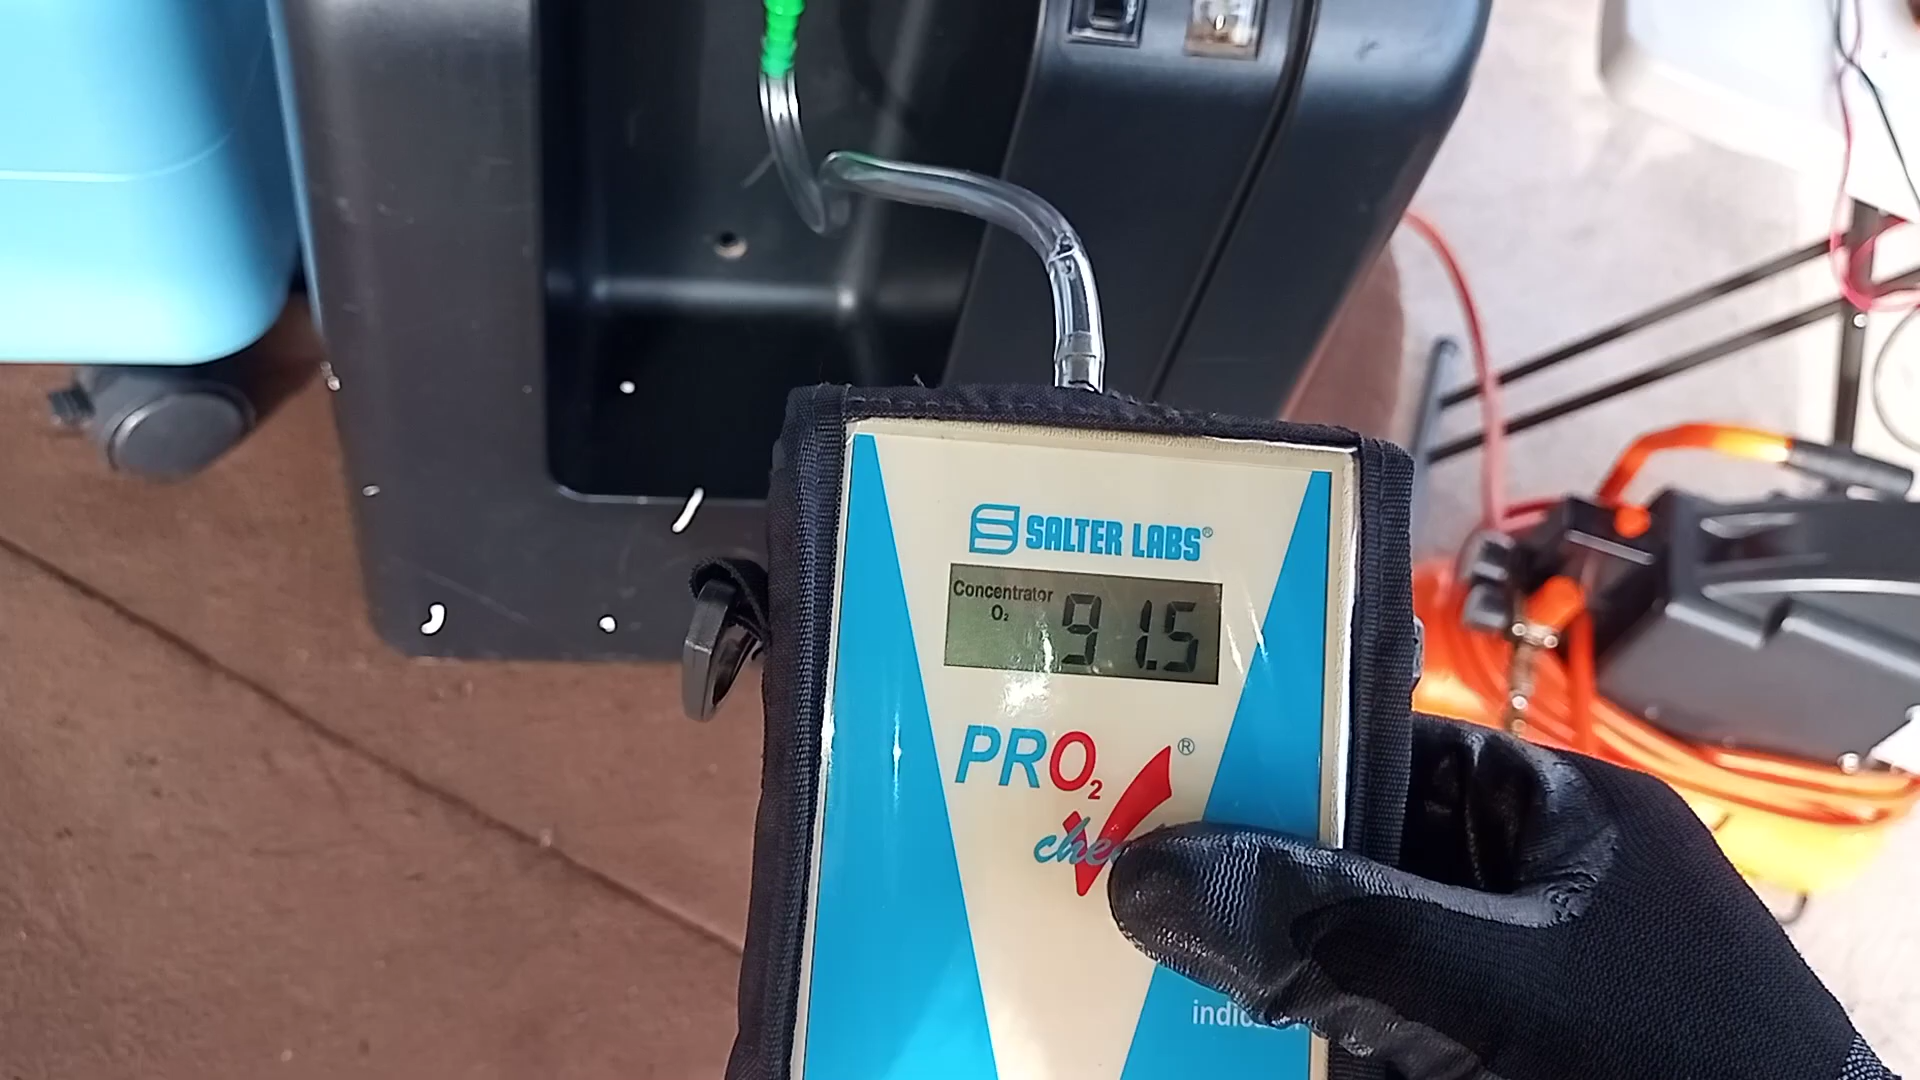 SALTER LABS®
Concentrator
O₂
91.5
PRO₂ ®